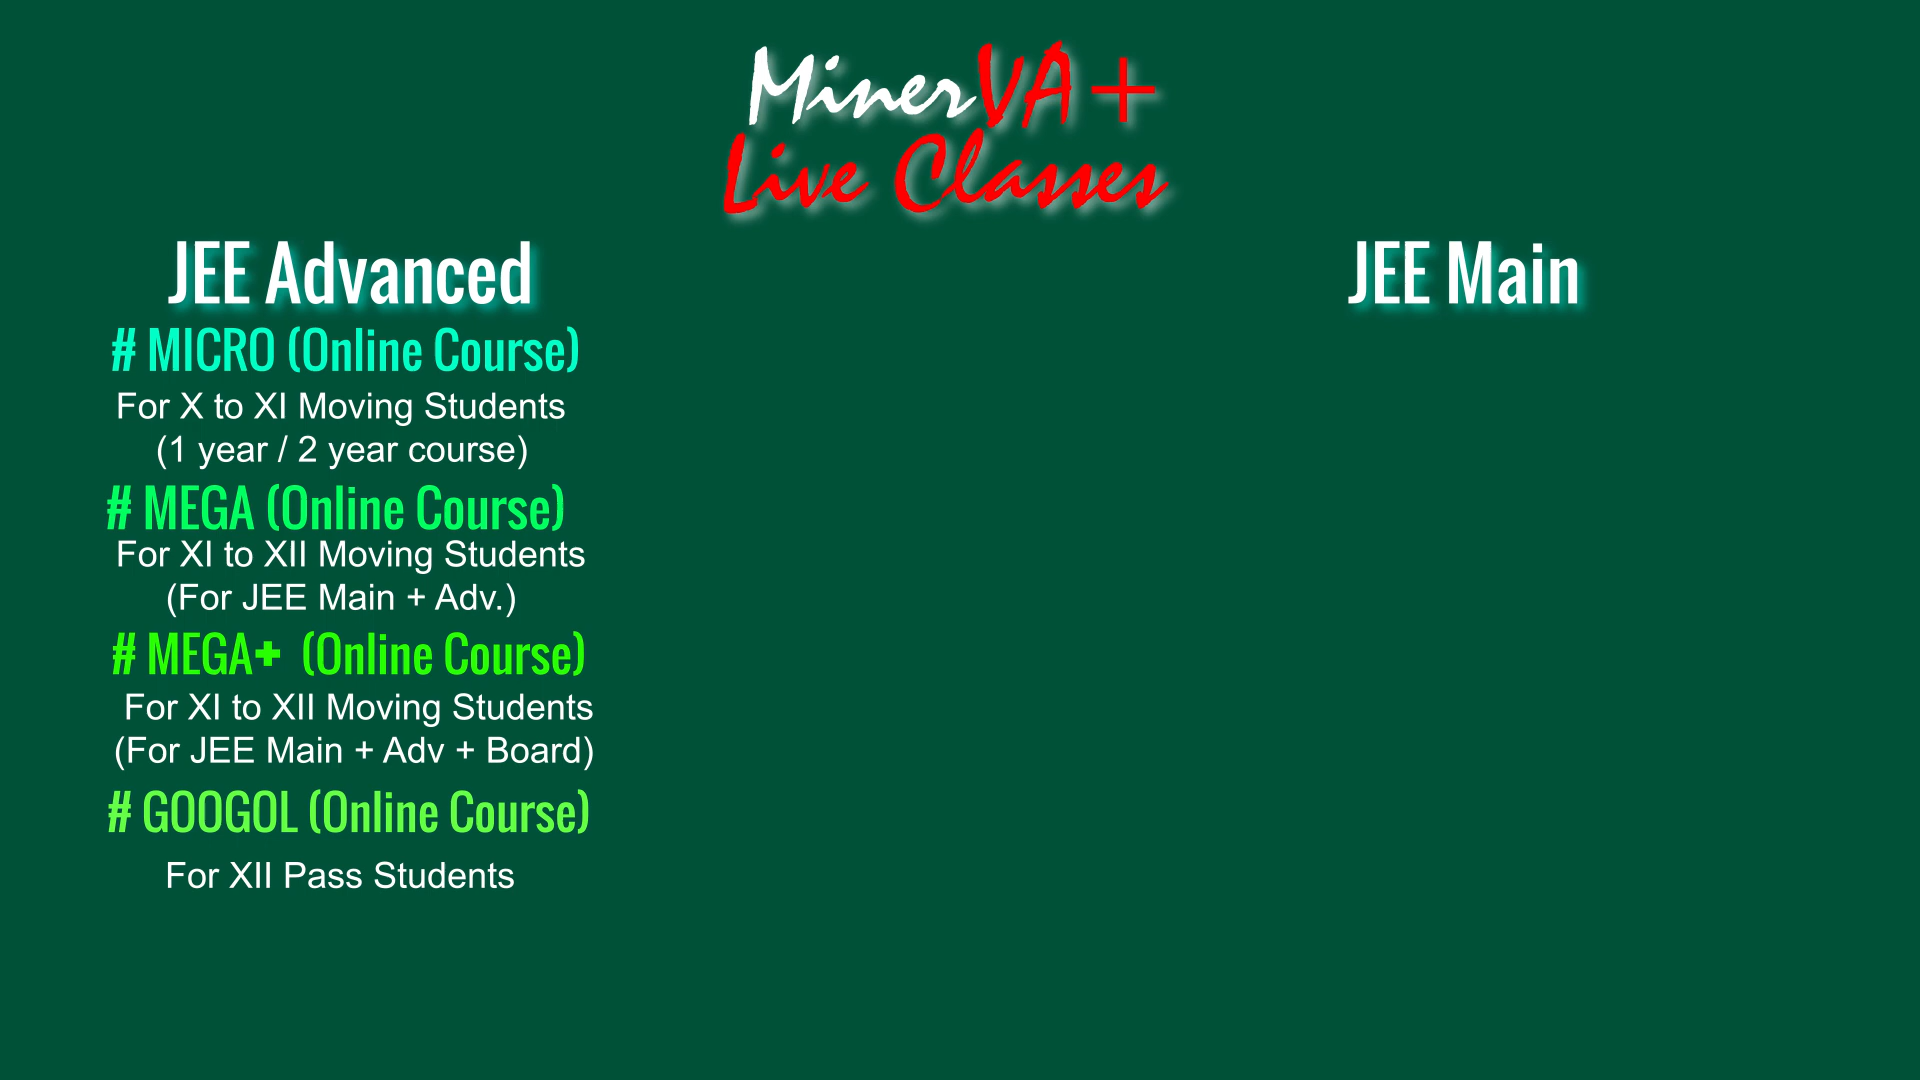 MinerVA+
Live Classes
JEE Advanced
# MICRO (Online Course)
For X to XI Moving Students
(1 year / 2 year course)
# MEGA (Online Course)
For XI to XII Moving Students
(For JEE Main + Adv.)
# MEGA+ (Online Course)
For XI to XII Moving Students
(For JEE Main + Adv + Board)
# GOOGOL (Online Course)
For XII Pass Students
JEE Main